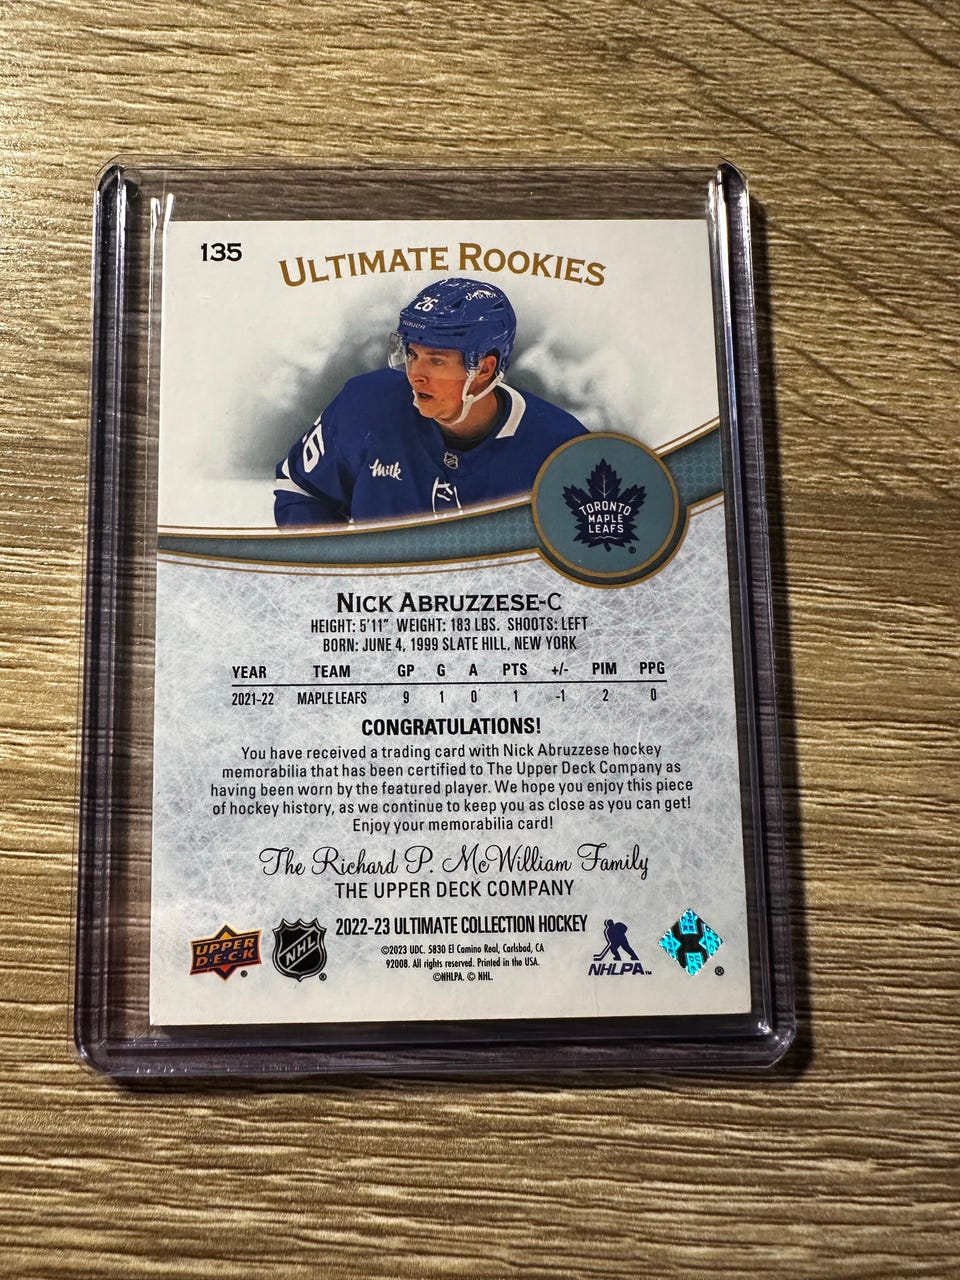 135
ULTIMATE ROOKIES
26
BAUER
TikTok
26
Milk
TORONTO
MAPLE
LEAFS
®
NICK ABRUZZESE-C
HEIGHT: 5'11" WEIGHT: 183 LBS. SHOOTS: LEFT
BORN: JUNE 4, 1999 SLATE HILL, NEW YORK
YEAR TEAM GP G A PTS +/- PIM PPG
2021-22 MAPLE LEAFS 9 1 0 1 -1 2 0
CONGRATULATIONS!
You have received a trading card with Nick Abruzzese hockey
memorabilia that has been certified to The Upper Deck Company as
having been worn by the featured player. We hope you enjoy this piece
of hockey history, as we continue to keep you as close as you can get!
Enjoy your memorabilia card!
The Richard P. McWilliam Family
THE UPPER DECK COMPANY
UPPER
DECK
®
NHL
®
2022-23 ULTIMATE COLLECTION HOCKEY
©2023 UDC. 5830 El Camino Real, Carlsbad, CA
92008. All rights reserved. Printed in the USA.
©NHLPA. © NHL.
NHLPA™
®